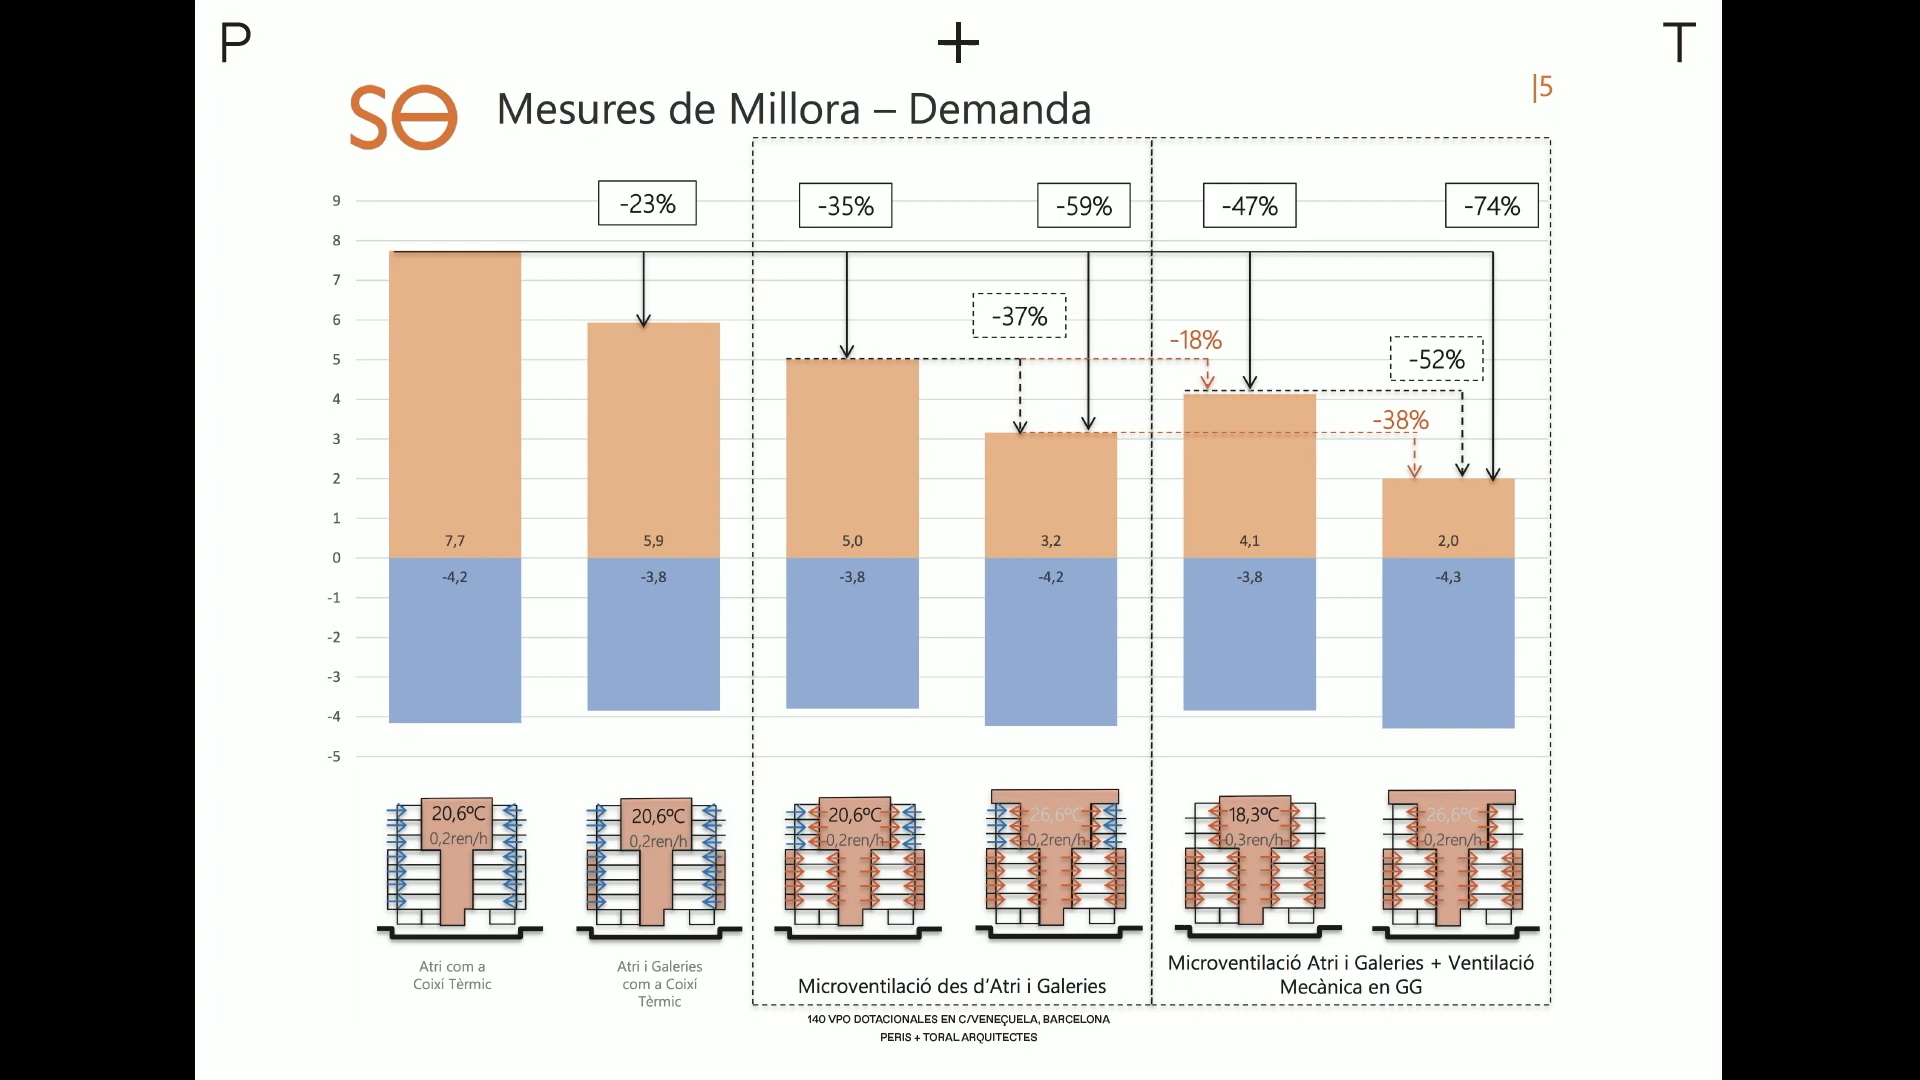 P + T
SO Mesures de Millora – Demanda
|5
-23% -35% -59% -47% -74%
9
8
7
6
5
4
3
2
1
0
-1
-2
-3
-4
-5
-37%
-18%
-52%
-38%
7,7 5,9 5,0 3,2 4,1 2,0
-4,2 -3,8 -3,8 -4,2 -3,8 -4,3
20,6ºC 20,6ºC 20,6ºC 26,6ºC 18,3ºC 26,6ºC
0,2ren/h 0,2ren/h 0,2ren/h 0,2ren/h 0,3ren/h 0,2ren/h
Atri com a
Coixí Tèrmic
Atri i Galeries
com a Coixí
Tèrmic
Microventilació des d'Atri i Galeries
Microventilació Atri i Galeries + Ventilació
Mecànica en GG
140 VPO DOTACIONALES EN C/VENEÇUELA, BARCELONA
PERIS + TORAL ARQUITECTES